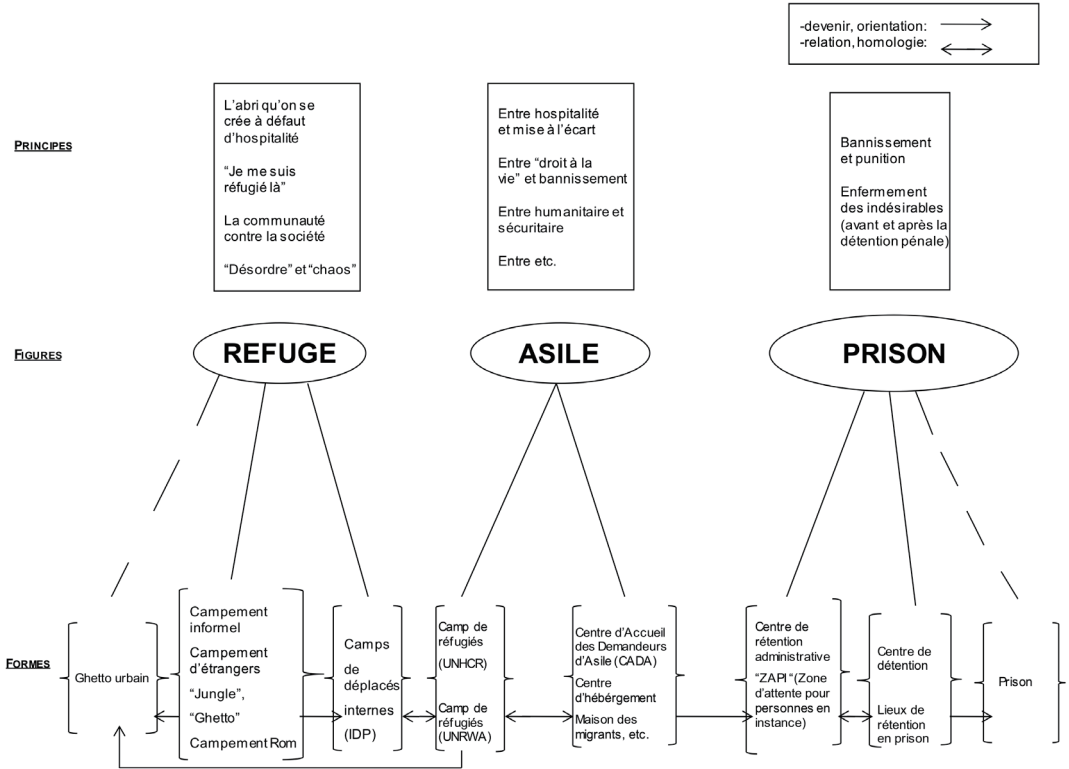 -devenir, orientation:
-relation, homologie:
PRINCIPES
L'abri qu'on se
crée à défaut
d'hospitalité
“Je me suis
réfugié là”
La communauté
contre la société
“Désordre” et “chaos”
Entre hospitalité
et mise à l'écart
Entre “droit à la
vie” et bannissement
Entre humanitaire et
sécuritaire
Entre etc.
Bannissement
et punition
Enfermement
des indésirables
(avant et après la
détention pénale)
FIGURES
REFUGE
ASILE
PRISON
FORMES
Ghetto urbain
Campement
informel
Campement
d'étrangers
“Jungle”,
“Ghetto”
Campement Rom
Camps
de
déplacés
internes
(IDP)
Camp de
réfugiés
(UNHCR)
Camp de
réfugiés
(UNRWA)
Centre d'Accueil
des Demandeurs
d'Asile (CADA)
Centre
d'hébergement
Maison des
migrants, etc.
Centre de
rétention
administrative
“ZAPI“(Zone
d'attente pour
personnes en
instance)
Centre de
détention
Lieux de
rétention
en prison
Prison